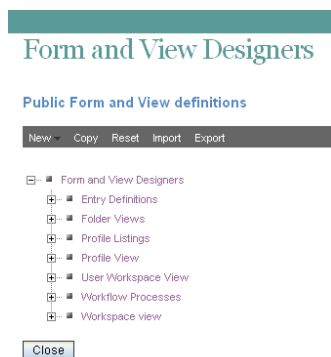 Form and View Designers
Public Form and View definitions
New Copy Reset Import Export
Form and View Designers
Entry Definitions
Folder Views
Profile Listings
Profile View
User Workspace View
Workflow Processes
Workspace view
Close